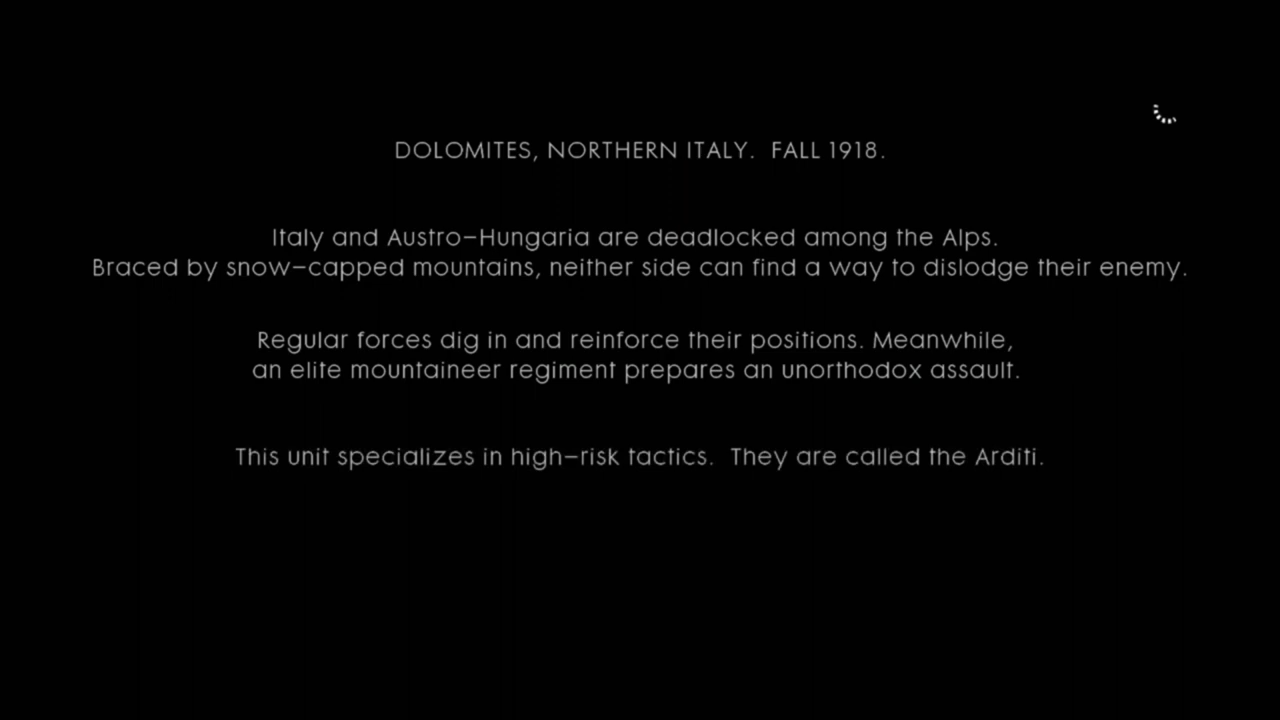 DOLOMITES, NORTHERN ITALY.  FALL 1918.
Italy and Austro-Hungaria are deadlocked among the Alps.
Braced by snow-capped mountains, neither side can find a way to dislodge their enemy.
Regular forces dig in and reinforce their positions. Meanwhile,
an elite mountaineer regiment prepares an unorthodox assault.
This unit specializes in high-risk tactics.  They are called the Arditi.